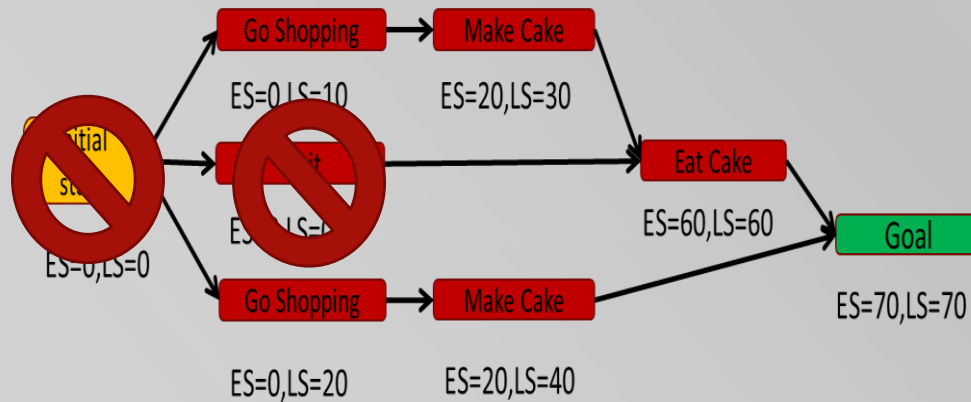 Go Shopping
Make Cake
ES=0,LS=10
ES=20,LS=30
Eat Cake
ES=60,LS=60
ES=0,LS=0
Goal
ES=70,LS=70
Go Shopping
Make Cake
ES=0,LS=20
ES=20,LS=40